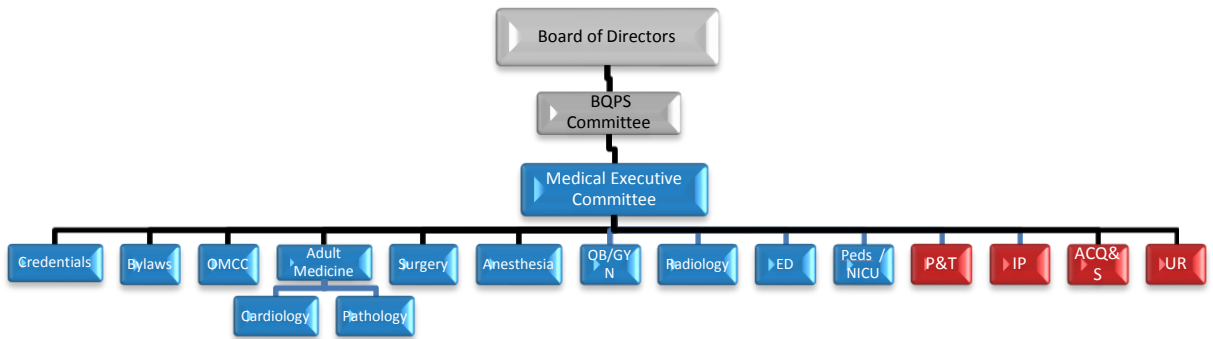 Board of Directors
BQPS
Committee
Medical Executive
Committee
Credentials
Bylaws
OMCC
Adult
Medicine
Surgery
Anesthesia
OB/GY
N
Radiology
ED
Peds /
NICU
P&T
IP
ACQ&
S
UR
Cardiology
Pathology